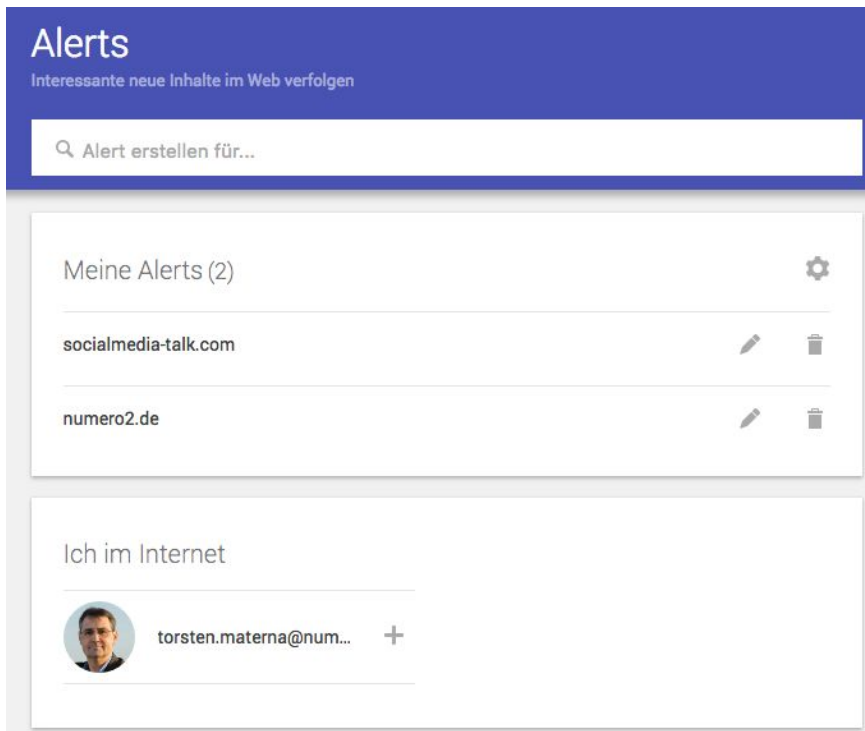 Alerts
Interessante neue Inhalte im Web verfolgen
Alert erstellen für...
Meine Alerts (2)
socialmedia-talk.com
numero2.de
Ich im Internet
torsten.materna@num...